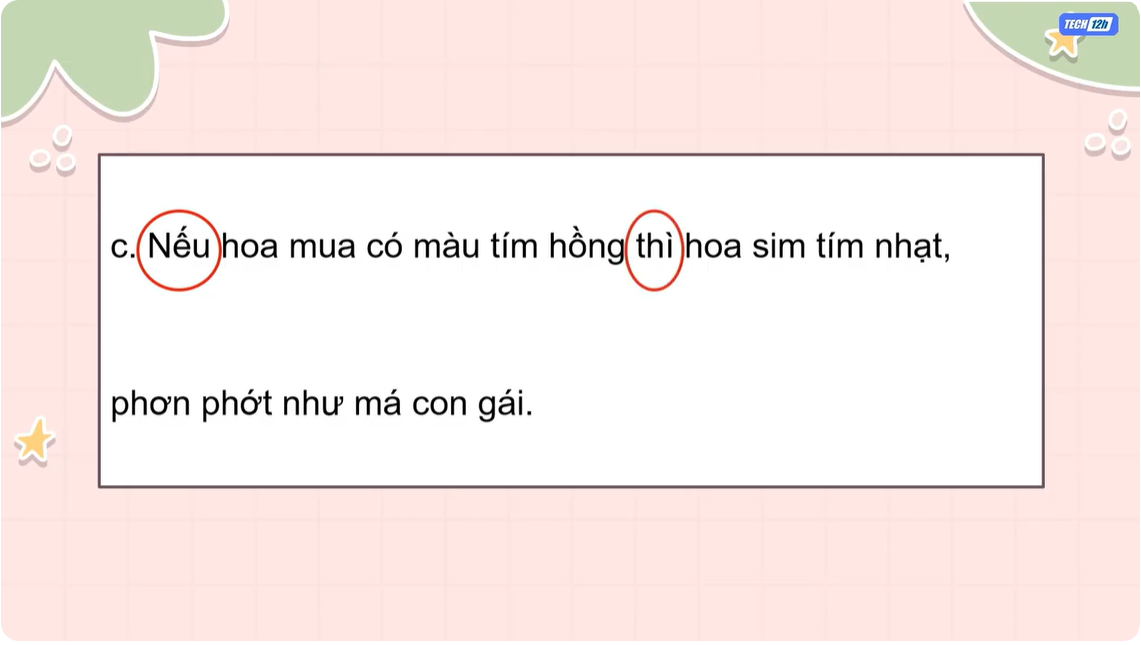 TECH 12h
c. Nếu hoa mua có màu tím hồng thì hoa sim tím nhạt,
phơn phớt như má con gái.